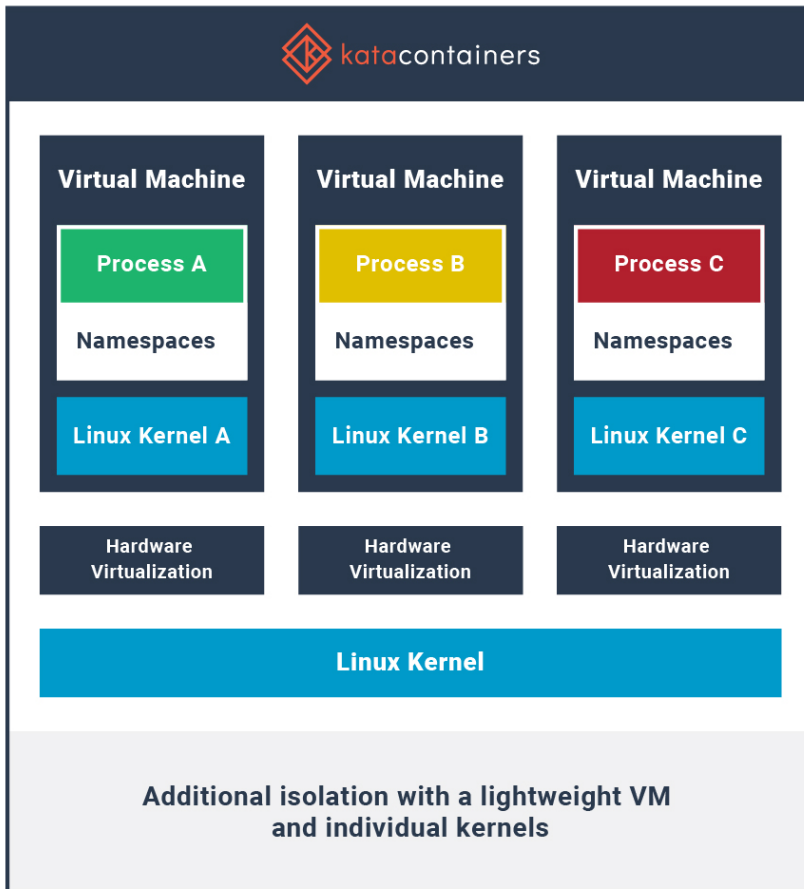 katacontainers
Virtual Machine
Process A
Namespaces
Linux Kernel A
Virtual Machine
Process B
Namespaces
Linux Kernel B
Virtual Machine
Process C
Namespaces
Linux Kernel C
Hardware
Virtualization
Hardware
Virtualization
Hardware
Virtualization
Linux Kernel
Additional isolation with a lightweight VM
and individual kernels